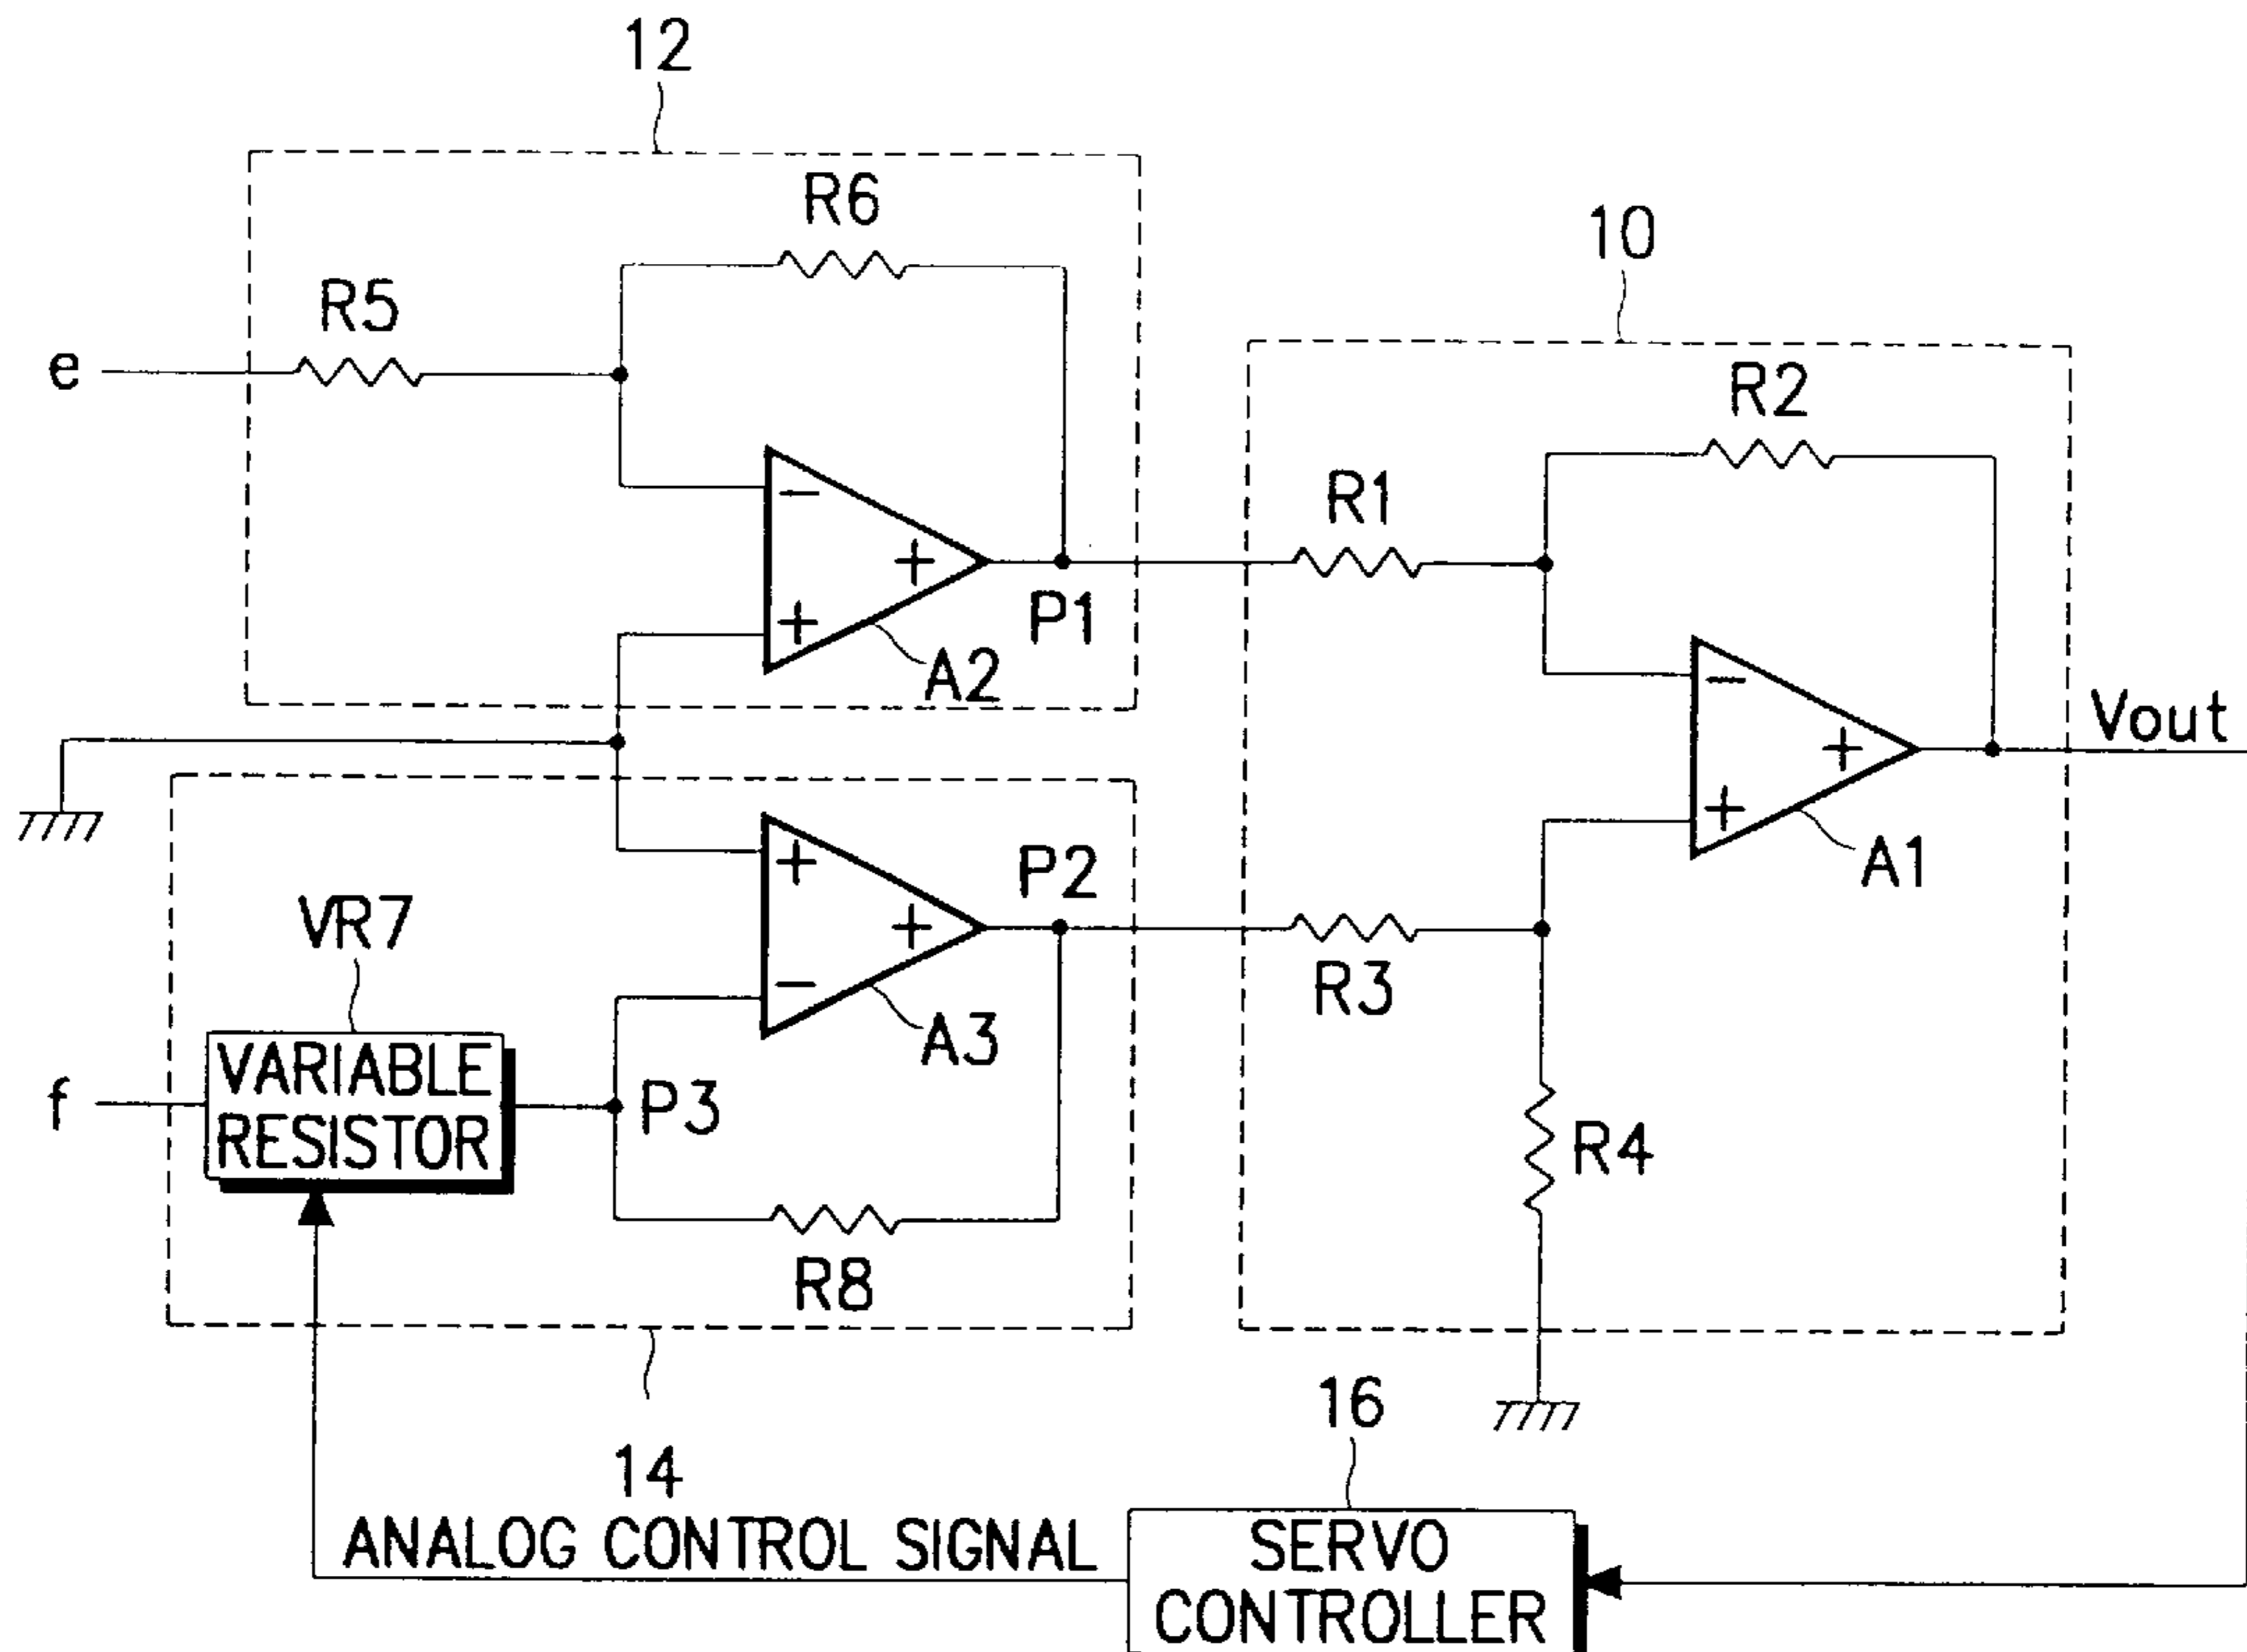 12
R6
10
R5
e
R2
R1
P1
A2
Vout
P2
A1
VR7
R3
A3
VARIABLE
RESISTOR
f
P3
R4
R8
16
14
ANALOG CONTROL SIGNAL
SERVO
CONTROLLER
− + +
+ − +
− + +